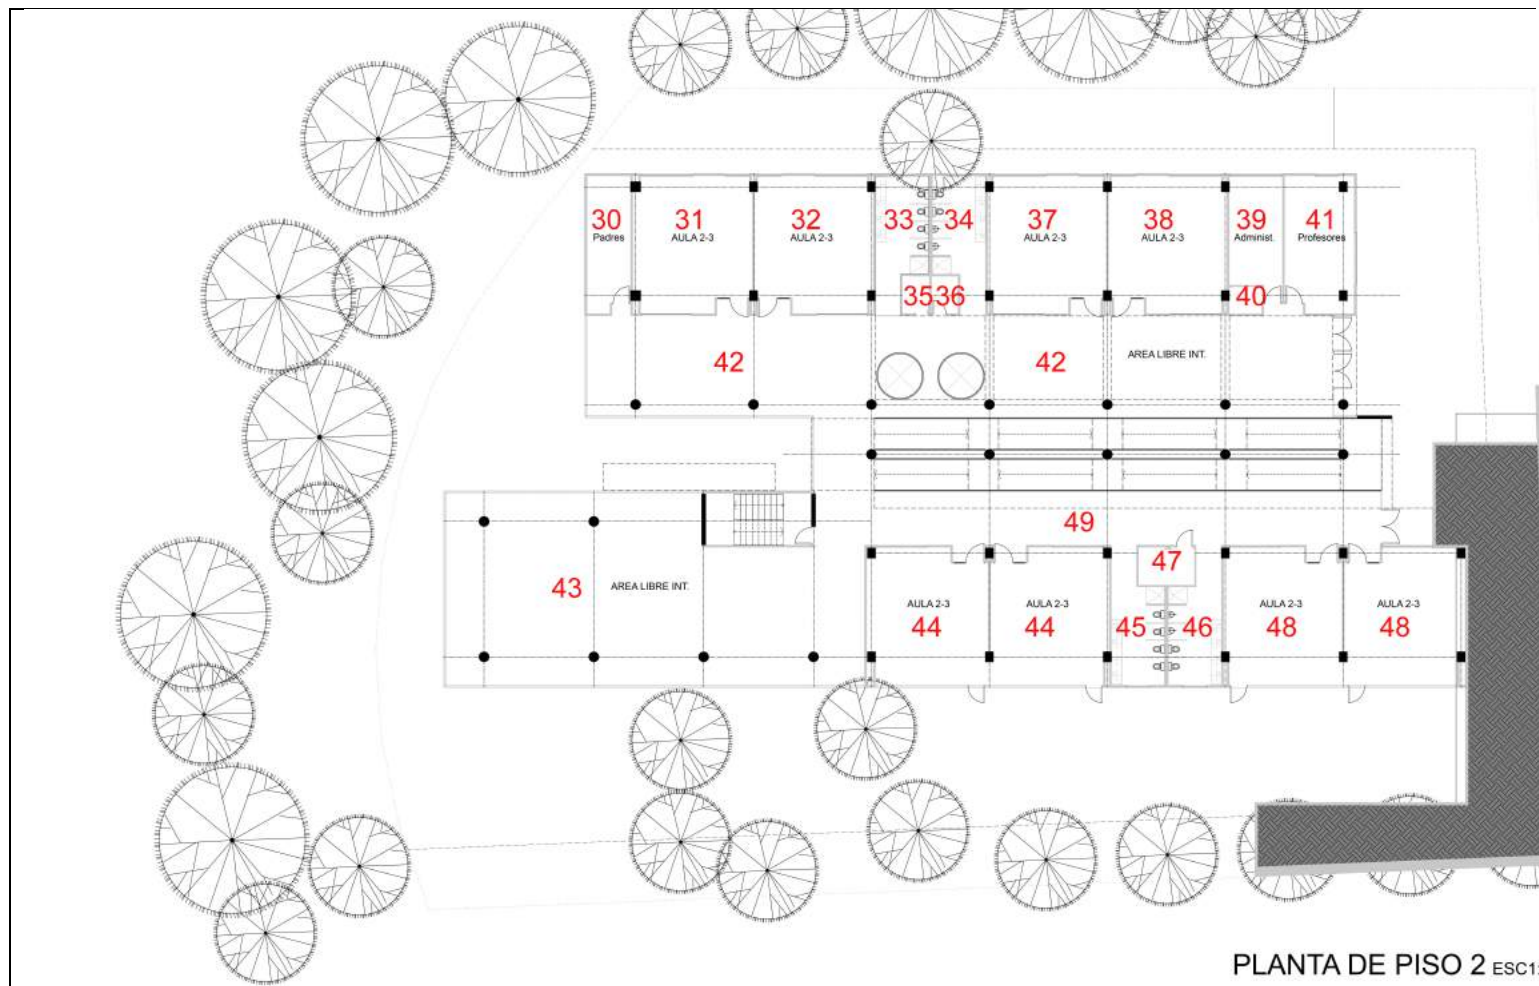 30 31 32 33 34 37 38 39 41
Padres AULA 2-3 AULA 2-3 AULA 2-3 AULA 2-3 Administ. Profesores
35 36 40
42 42 AREA LIBRE INT.
49
47
43 AREA LIBRE INT.
AULA 2-3 AULA 2-3 AULA 2-3 AULA 2-3
44 44 45 46 48 48
PLANTA DE PISO 2 ESC1: